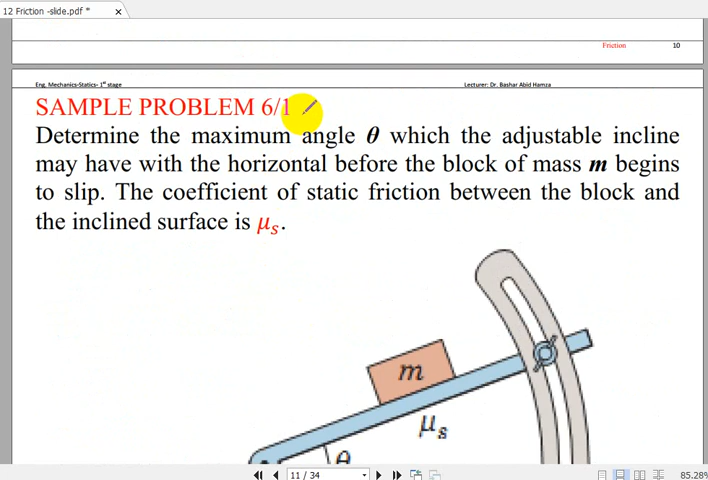 12 Friction -slide.pdf *
Friction 10
Eng. Mechanics-Statics- 1st stage Lecturer: Dr. Bashar Abid Hamza
SAMPLE PROBLEM 6/1
Determine the maximum angle θ which the adjustable incline
may have with the horizontal before the block of mass m begins
to slip. The coefficient of static friction between the block and
the inclined surface is μs.
m
μs
θ
11 / 34
85.28%